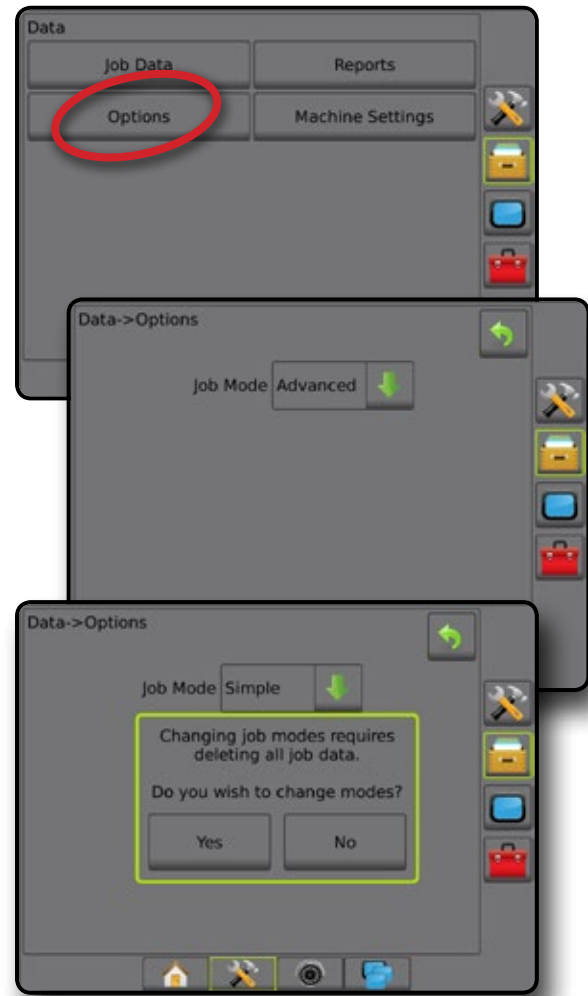 Data
Job Data Reports
Options Machine Settings
Data->Options
Job Mode Advanced
Data->Options
Job Mode Simple
Changing job modes requires
deleting all job data.
Do you wish to change modes?
Yes No